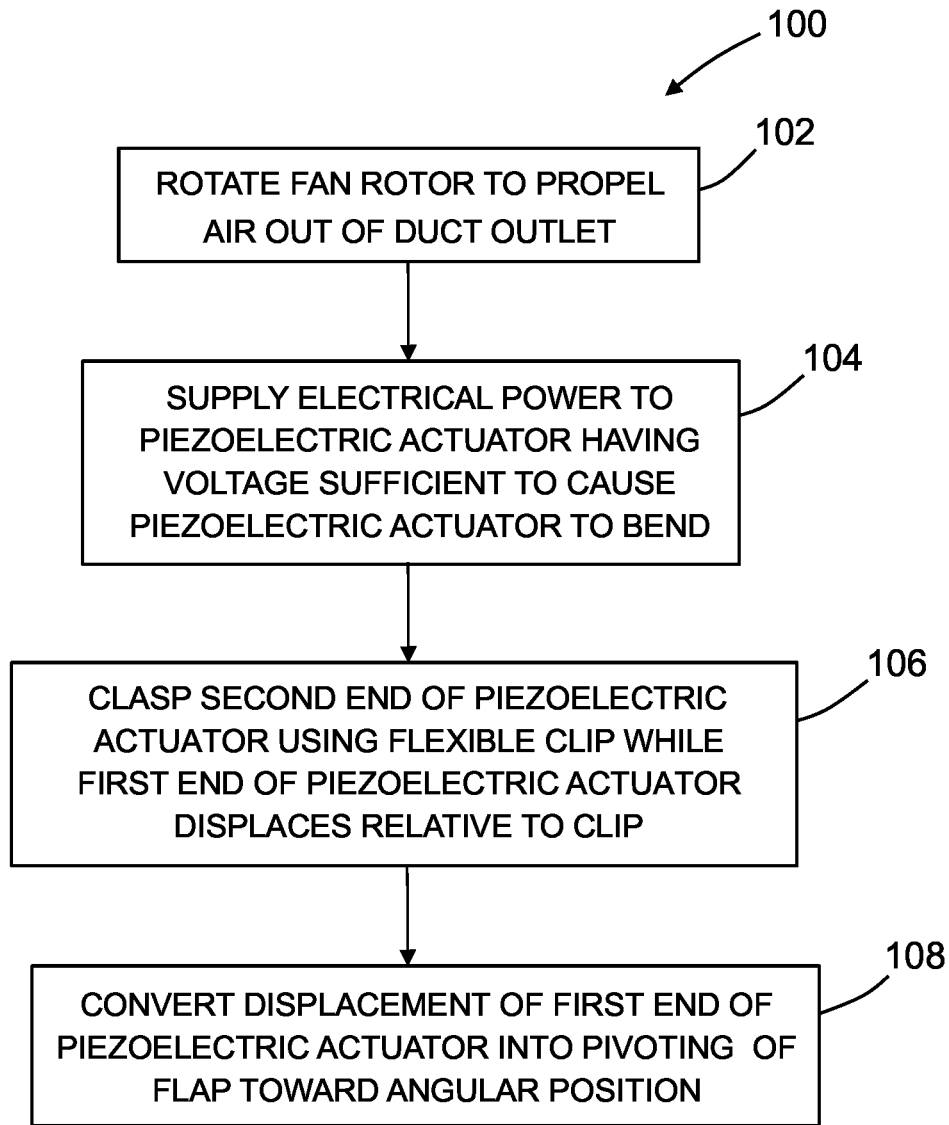 100
102
ROTATE FAN ROTOR TO PROPEL
AIR OUT OF DUCT OUTLET
104
SUPPLY ELECTRICAL POWER TO
PIEZOELECTRIC ACTUATOR HAVING
VOLTAGE SUFFICIENT TO CAUSE
PIEZOELECTRIC ACTUATOR TO BEND
106
CLASP SECOND END OF PIEZOELECTRIC
ACTUATOR USING FLEXIBLE CLIP WHILE
FIRST END OF PIEZOELECTRIC ACTUATOR
DISPLACES RELATIVE TO CLIP
108
CONVERT DISPLACEMENT OF FIRST END OF
PIEZOELECTRIC ACTUATOR INTO PIVOTING OF
FLAP TOWARD ANGULAR POSITION